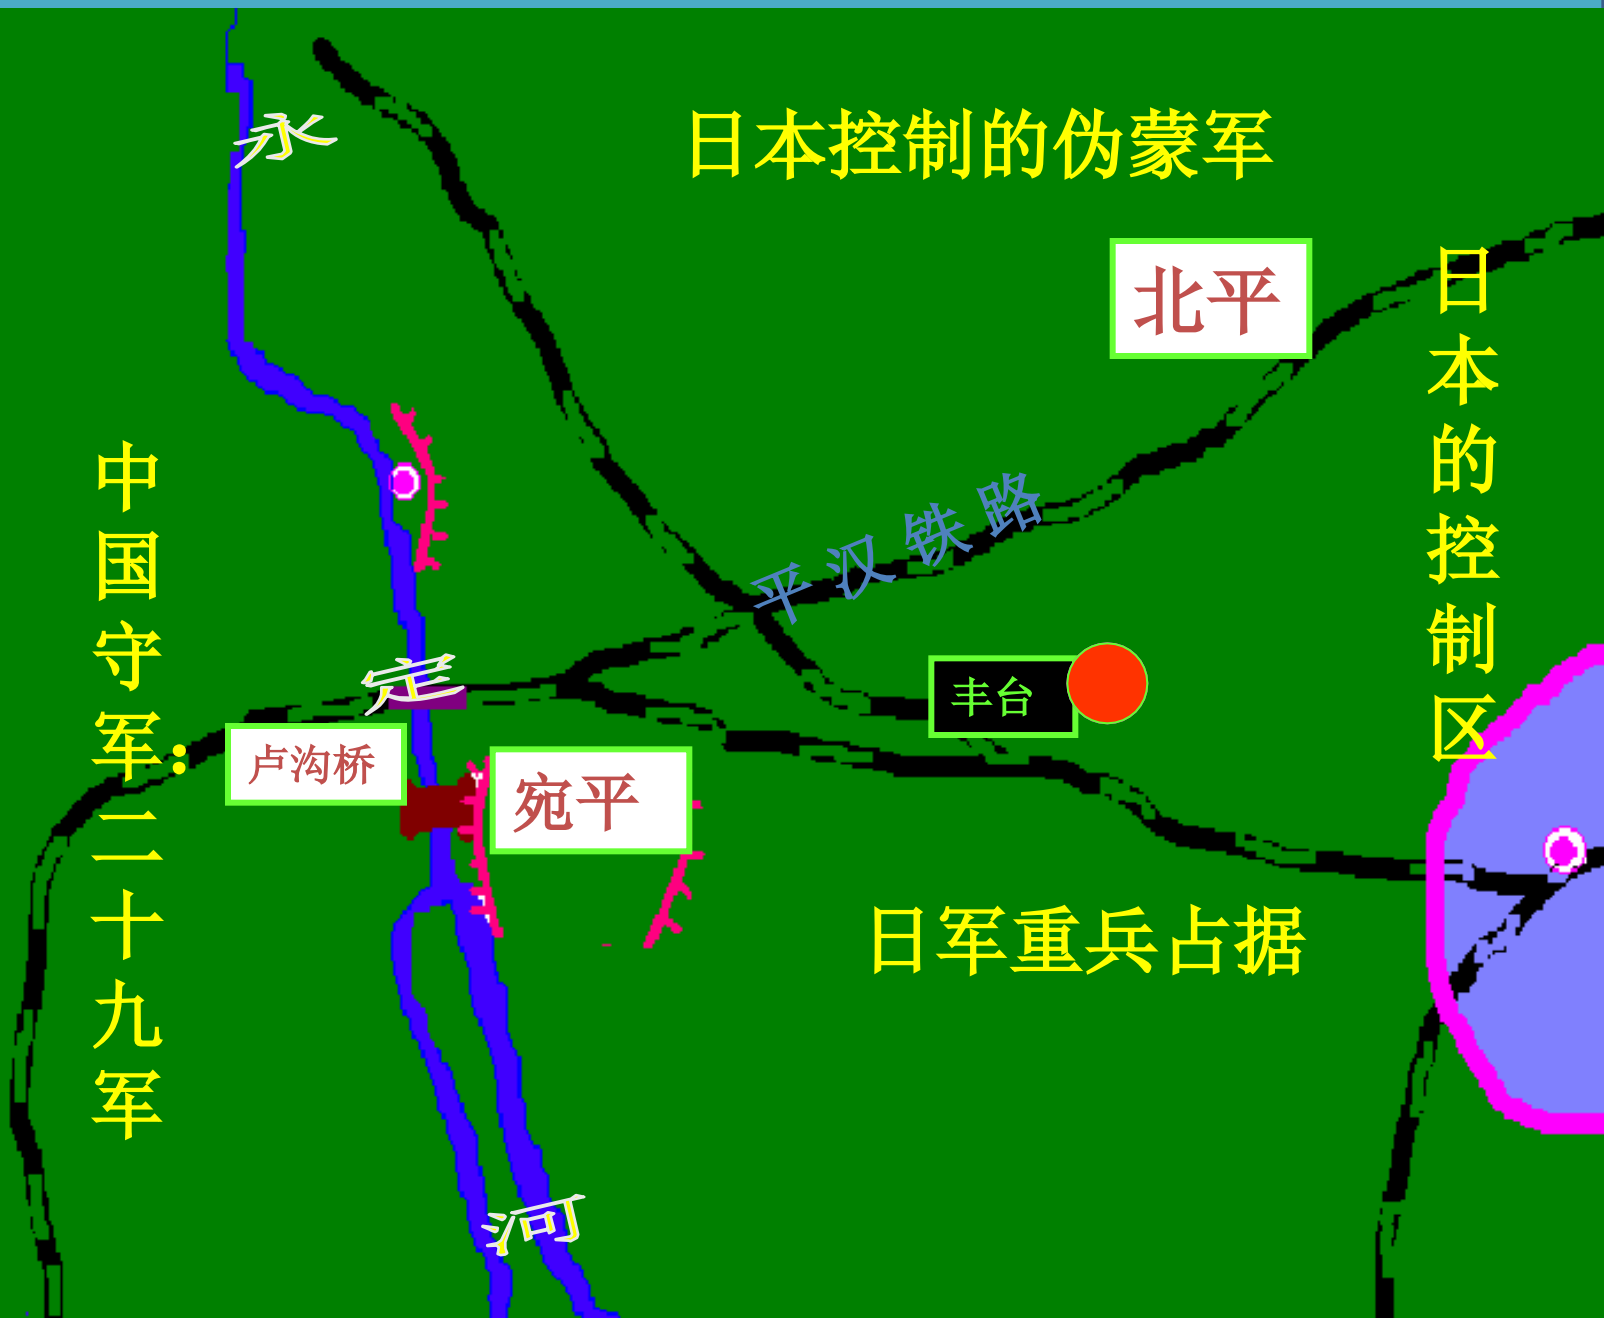 永定河
日本控制的伪蒙军
北平
日本的控制区
中国守军：二十九军
平汉铁路
丰台
卢沟桥
宛平
日军重兵占据